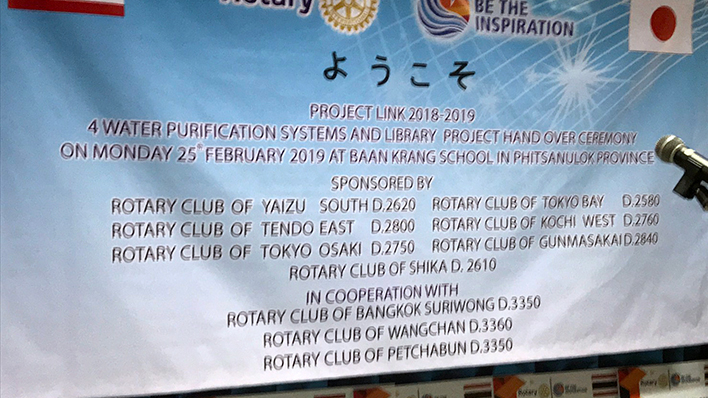 Rotary
BE THE
INSPIRATION
ようこそ
PROJECT LINK 2018-2019
4 WATER PURIFICATION SYSTEMS AND LIBRARY PROJECT HAND OVER CEREMONY
ON MONDAY 25th FEBRUARY 2019 AT BAAN KRANG SCHOOL IN PHITSANULOK PROVINCE
SPONSORED BY
ROTARY CLUB OF YAIZU SOUTH D.2620 ROTARY CLUB OF TOKYO BAY D.2580
ROTARY CLUB OF TENDO EAST D.2800 ROTARY CLUB OF KOCHI WEST D.2760
ROTARY CLUB OF TOKYO OSAKI D.2750 ROTARY CLUB OF GUNMASAKAI D.2840
ROTARY CLUB OF SHIKA D. 2610
IN COOPERATION WITH
ROTARY CLUB OF BANGKOK SURIWONG D.3350
ROTARY CLUB OF WANGCHAN D.3360
ROTARY CLUB OF PETCHABUN D.3350
Rotary
Rotary